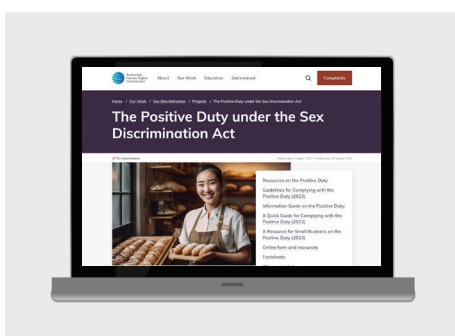 Australian
Human Rights
Commission
About Our Work Education Get involved
Complaints
Home / Our Work / Sex Discrimination / Projects / The Positive Duty under the Sex Discrimination Act
The Positive Duty under the Sex
Discrimination Act
Sex Discrimination
Resources on the Positive Duty
Guidelines for Complying with the
Positive Duty (2023)
Information Guide on the Positive Duty
A Quick Guide for Complying with the
Positive Duty (2023)
A Resource for Small Business on the
Positive Duty (2023)
Online form and resources
Factsheets